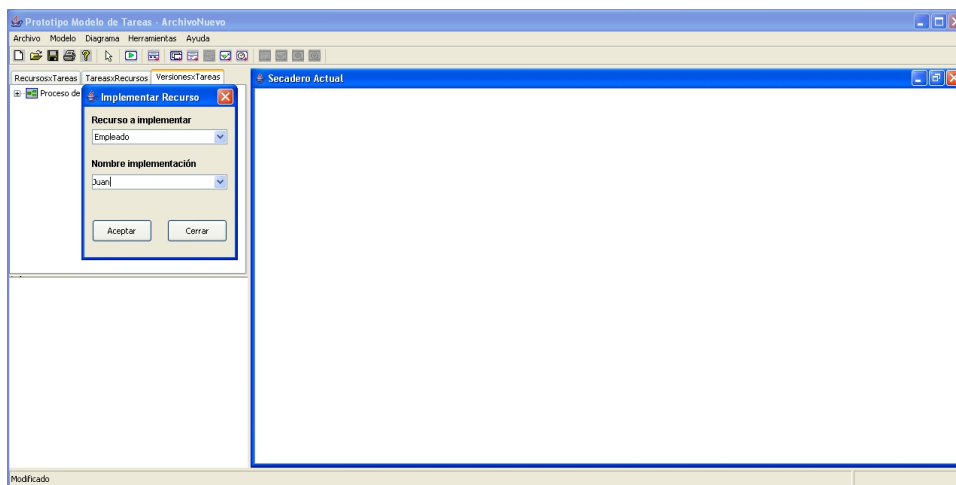 Prototipo Modelo de Tareas - ArchivoNuevo
Archivo Modelo Diagrama Herramientas Ayuda
RecursosxTareas TareasxRecursos VersionesxTareas
Secadero Actual
Proceso de
Implementar Recurso
Recurso a implementar
Empleado
Nombre implementación
Juan
Aceptar Cerrar
Modificado